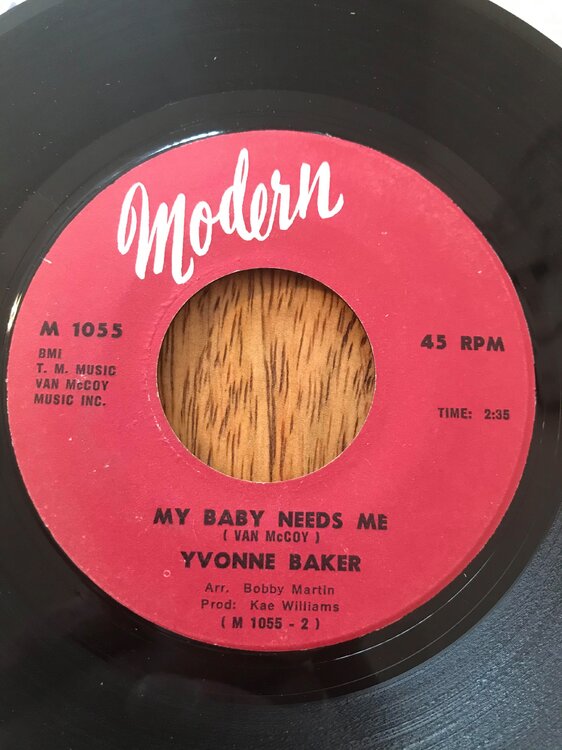 Modern
M 1055
BMI
T. M. MUSIC
VAN McCOY
MUSIC INC.
45 RPM
TIME: 2:35
MY BABY NEEDS ME
( VAN McCOY )
YVONNE BAKER
Arr. Bobby Martin
Prod: Kae Williams
( M 1055 - 2 )